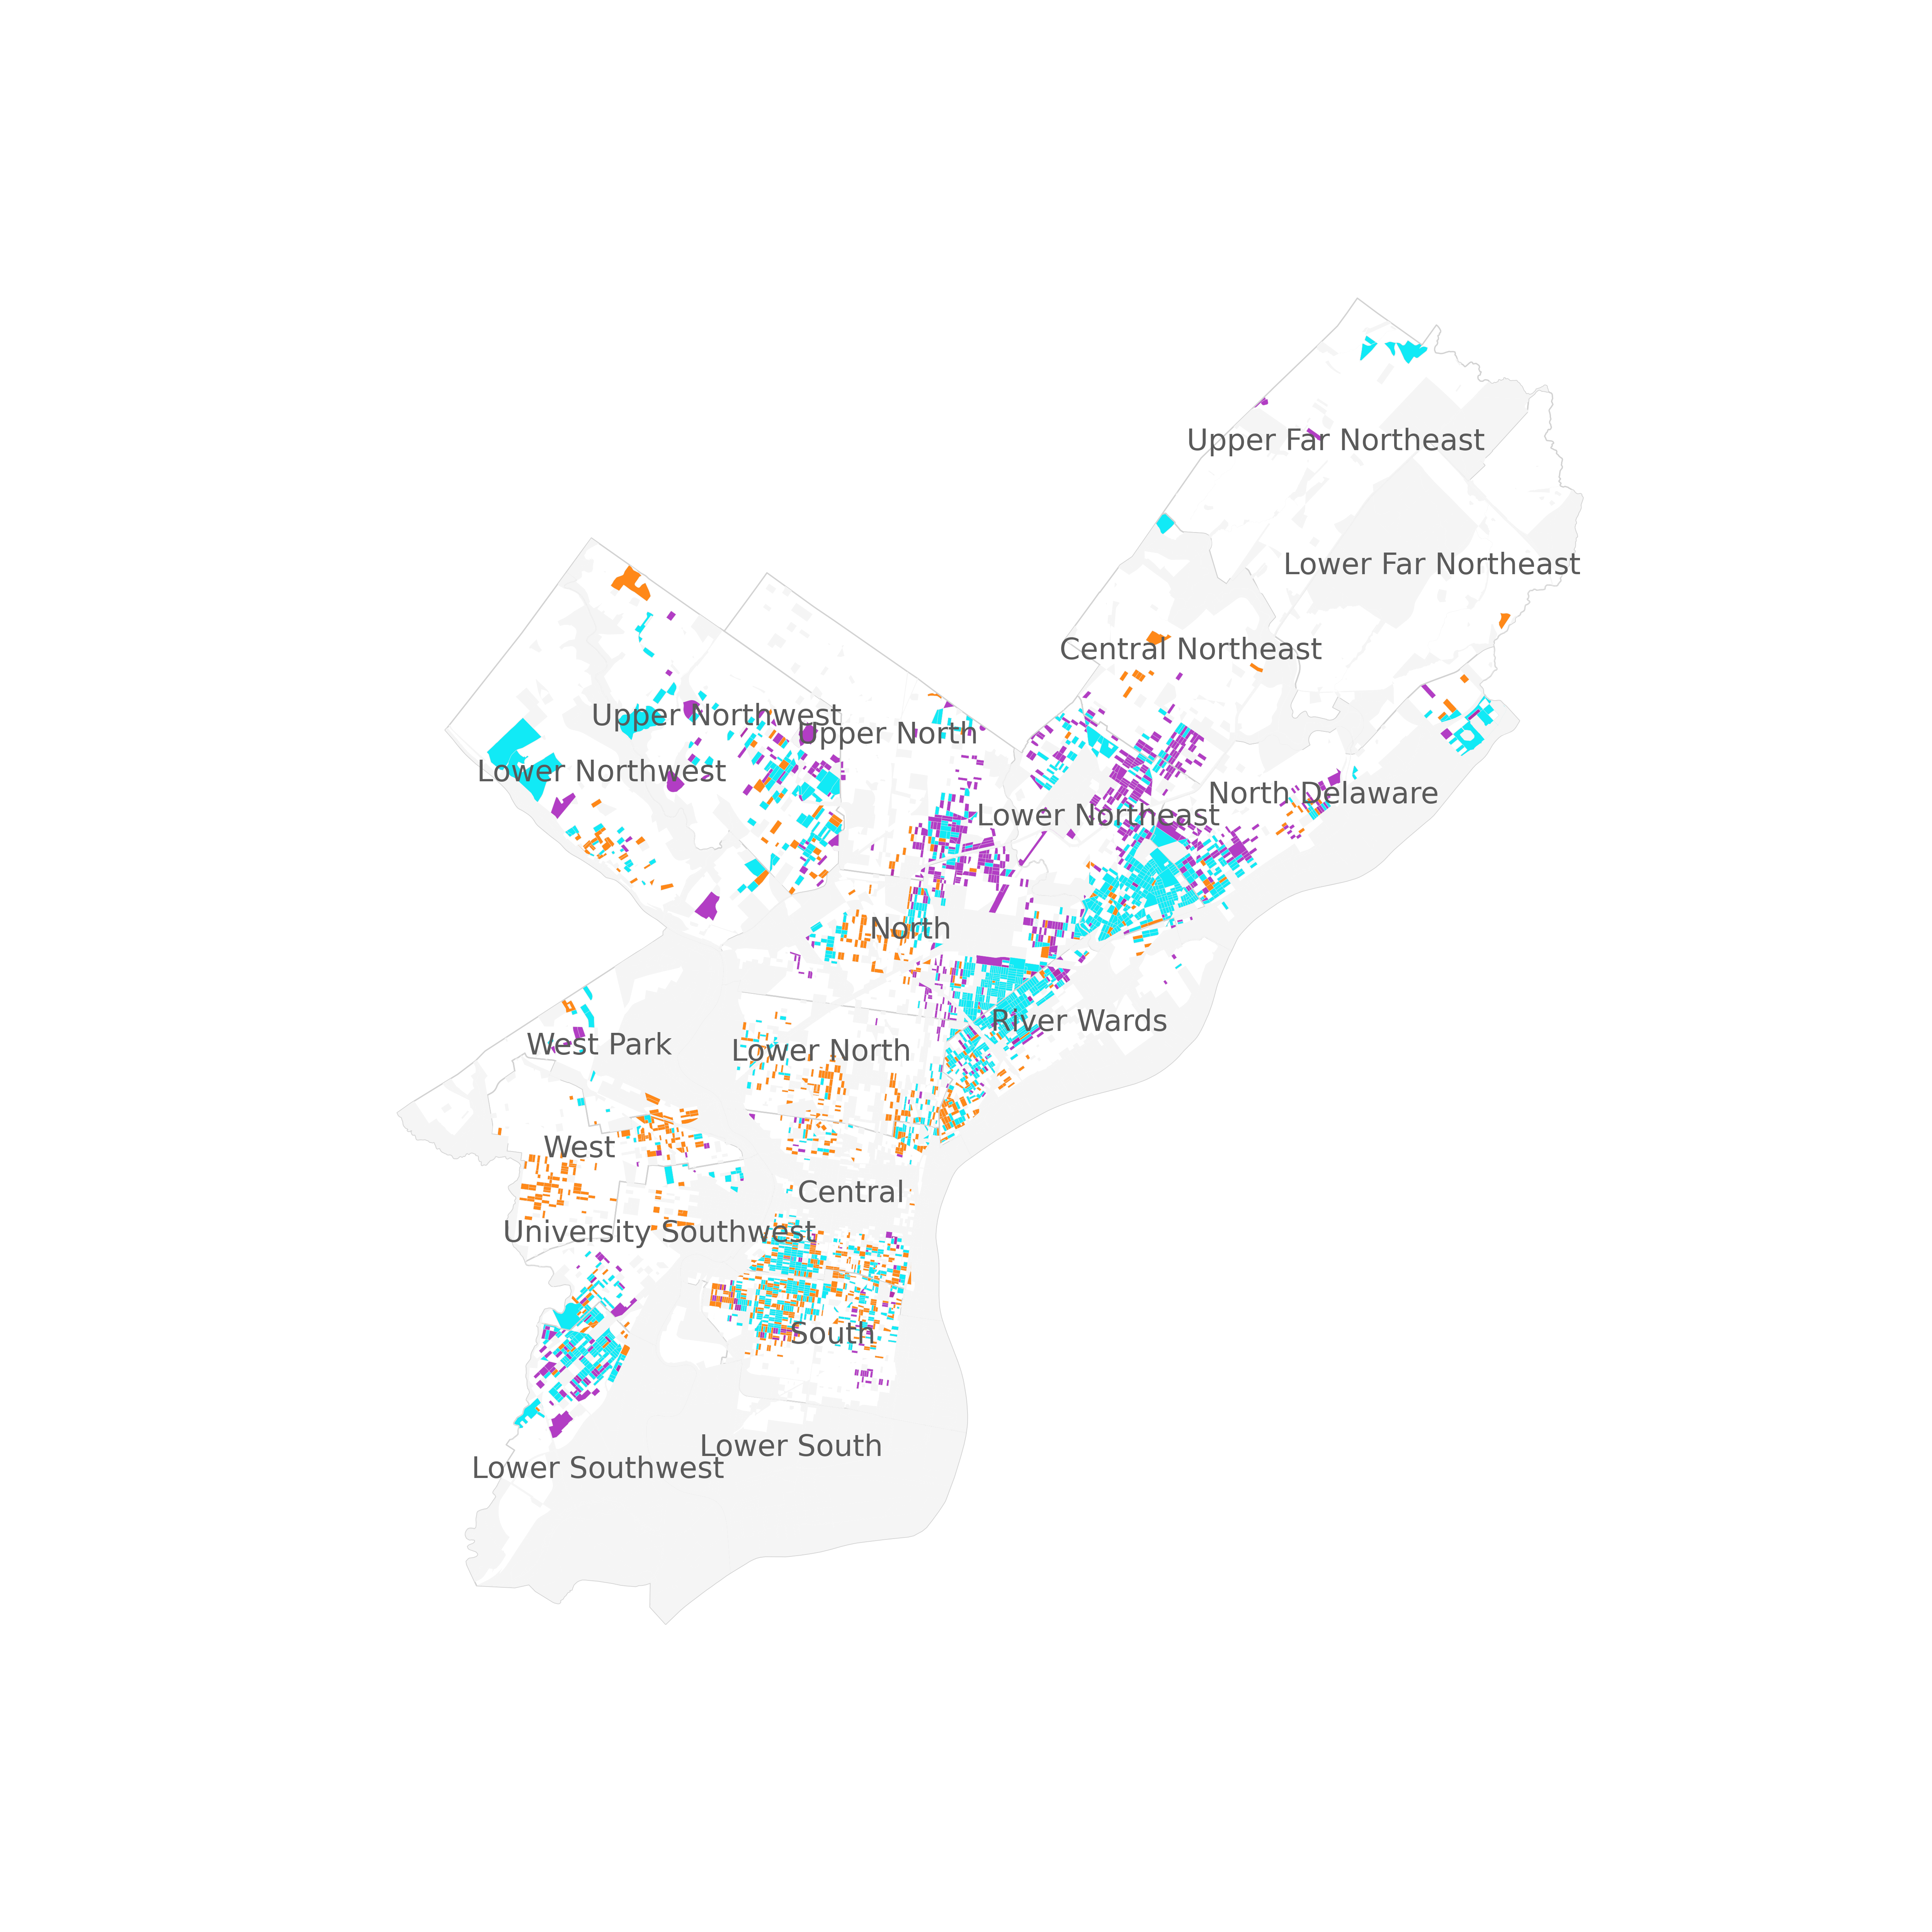 Upper Far Northeast
Lower Far Northeast
Central Northeast
Upper Northwest
Upper North
Lower Northwest
North Delaware
Lower Northeast
North
River Wards
West Park
Lower North
West
Central
University Southwest
South
Lower South
Lower Southwest